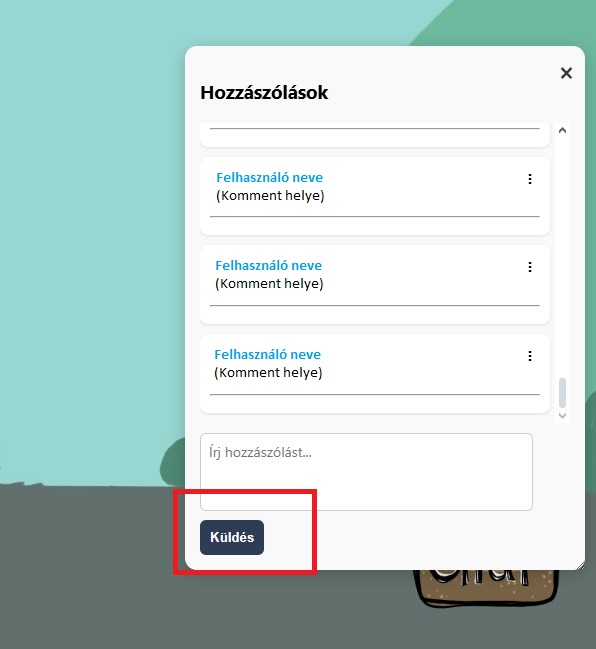 ×
Hozzászólások
Felhasználó neve
(Komment helye)
Felhasználó neve
(Komment helye)
Felhasználó neve
(Komment helye)
Írj hozzászólást...
Küldés